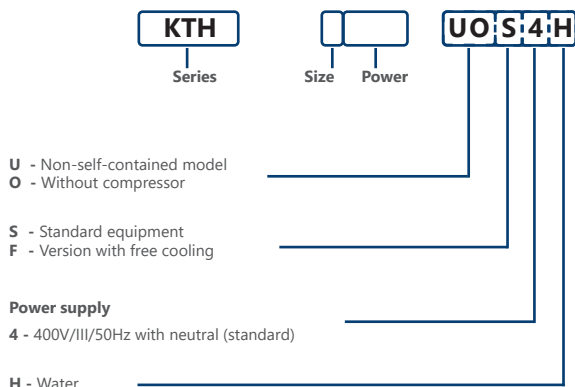 KTH UO S 4 H
Series Size Power
U - Non-self-contained model
O - Without compressor
S - Standard equipment
F - Version with free cooling
Power supply
4 - 400V/III/50Hz with neutral (standard)
H - Water